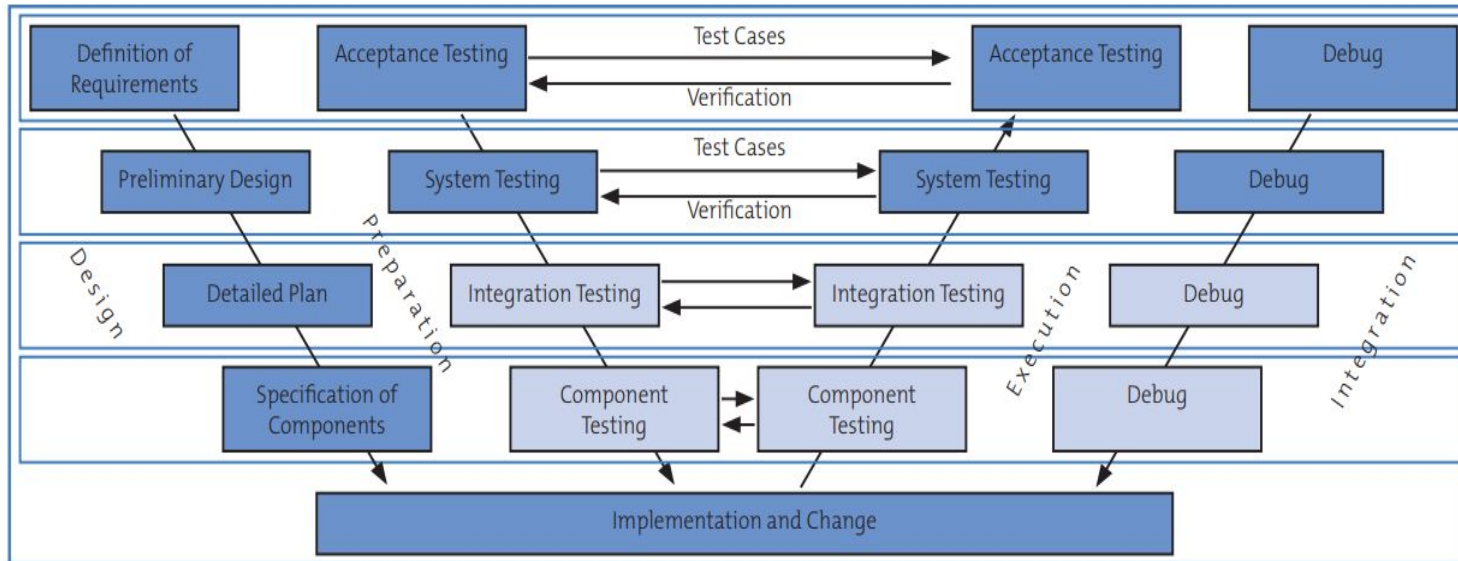 Definition of
Requirements
Acceptance Testing
Test Cases
Verification
Acceptance Testing
Debug
Preliminary Design
System Testing
Test Cases
Verification
System Testing
Debug
Design
Detailed Plan
Preparation
Integration Testing
Integration Testing
Execution
Debug
Integration
Specification of
Components
Component
Testing
Component
Testing
Debug
Implementation and Change